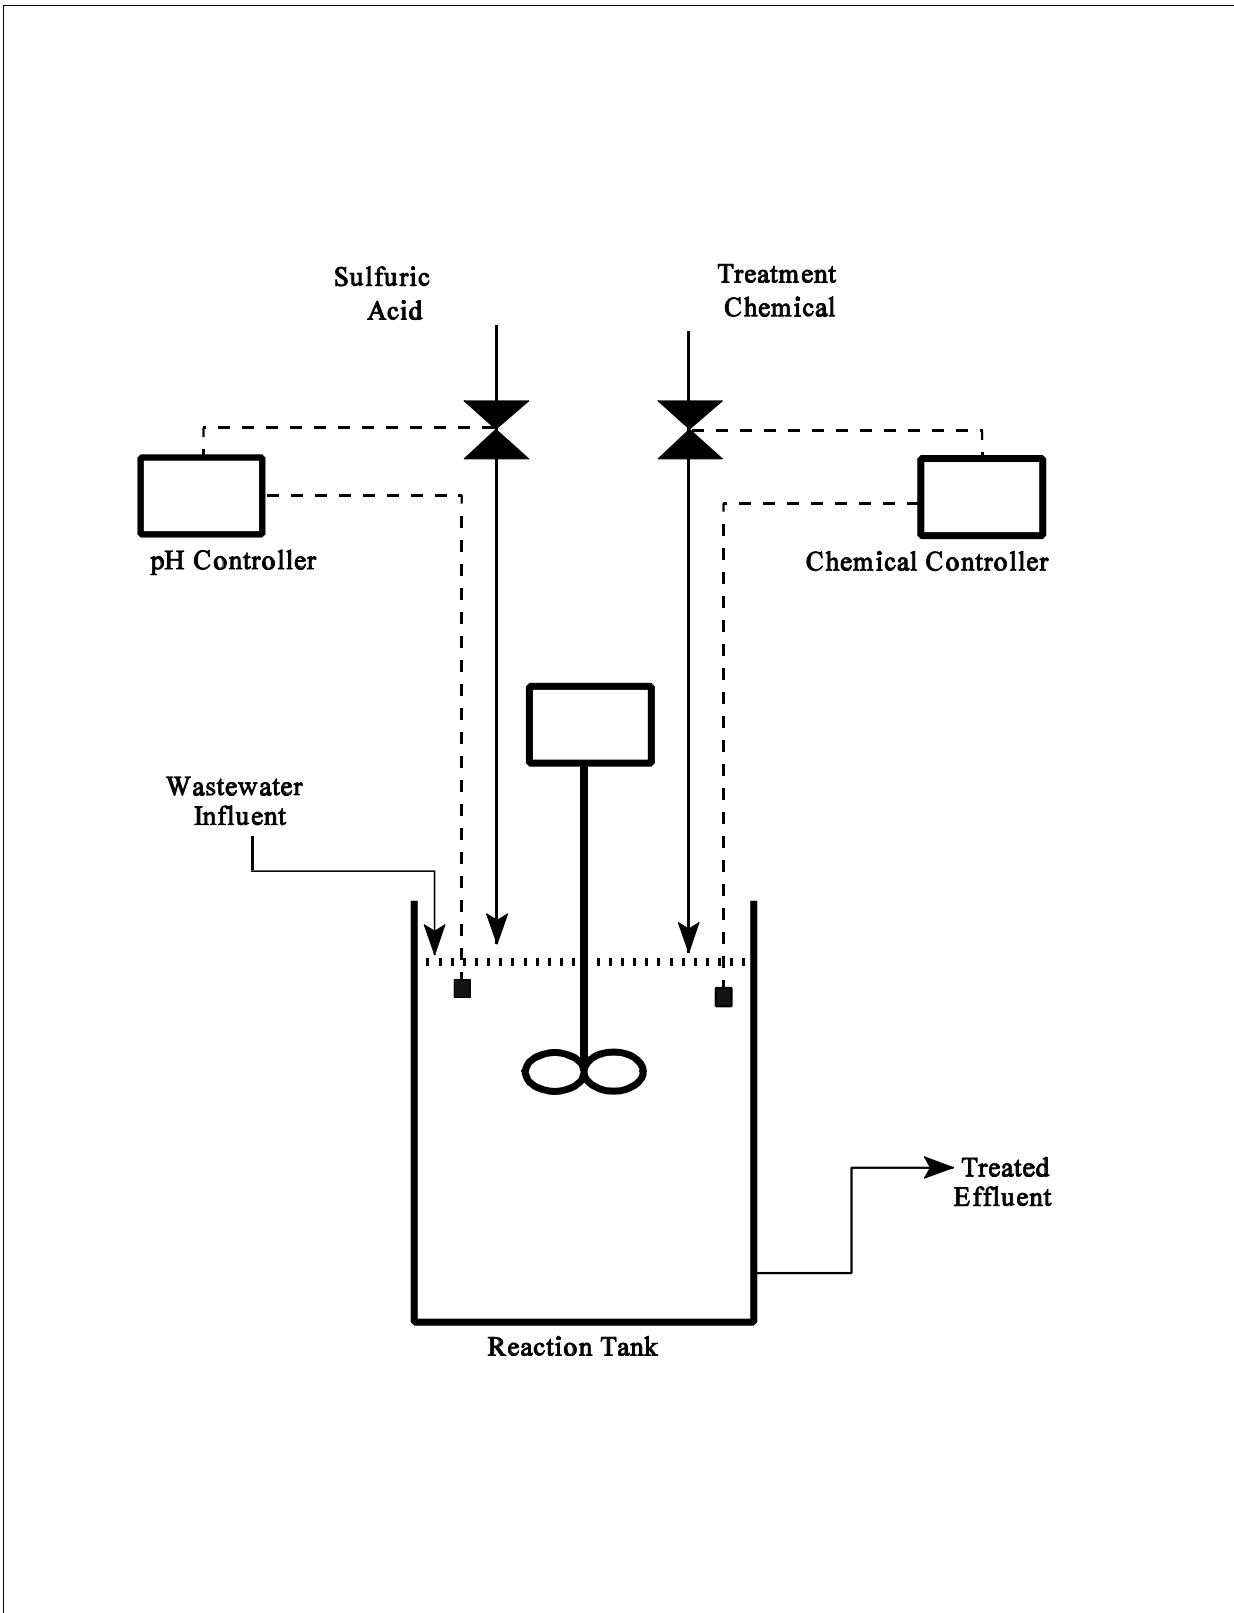 Sulfuric
Acid
Treatment
Chemical
pH Controller
Chemical Controller
Wastewater
Influent
Treated
Effluent
Reaction Tank